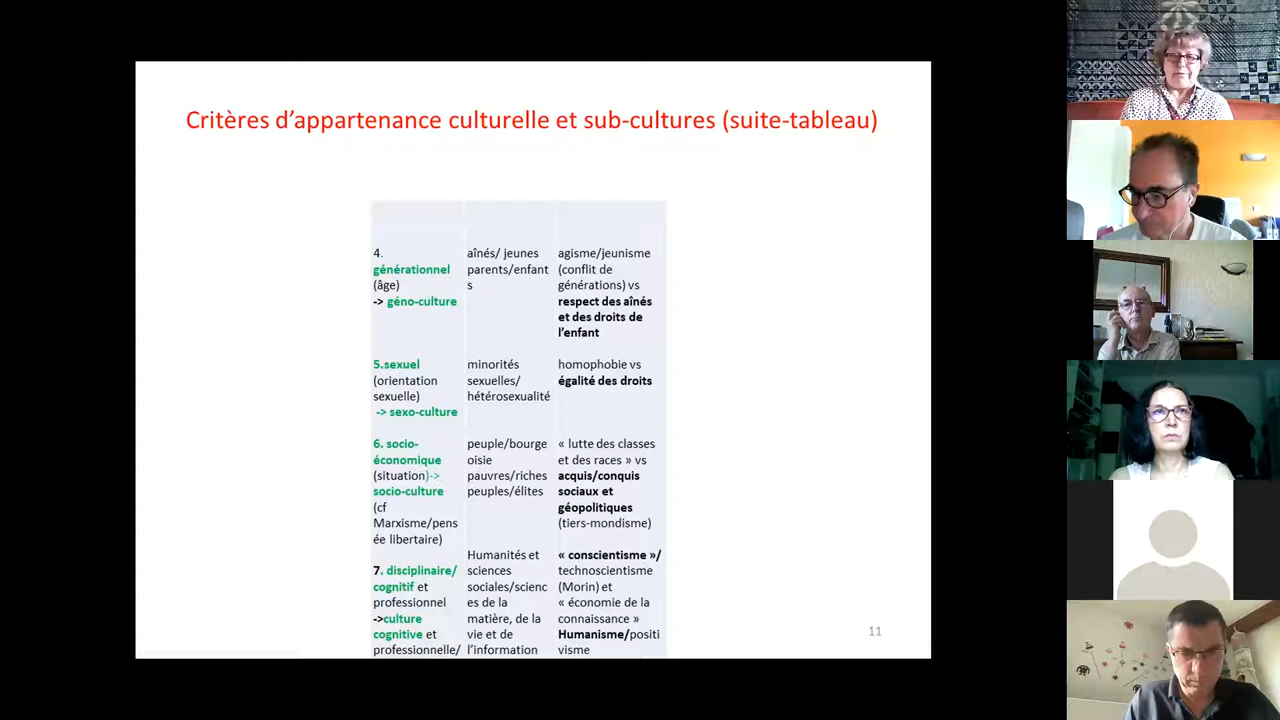 Critères d’appartenance culturelle et sub-cultures (suite-tableau)
4.
générationnel
(âge)
-> géno-culture
aînés/ jeunes
parents/enfant
s
agisme/jeunisme
(conflit de
générations) vs
respect des aînés
et des droits de
l’enfant
5.sexuel
(orientation
sexuelle)
-> sexo-culture
minorités
sexuelles/
hétérosexualité
homophobie vs
égalité des droits
6. socio-
économique
(situation)->
socio-culture
(cf
Marxisme/pens
ée libertaire)
peuple/bourge
oisie
pauvres/riches
peuples/élites
« lutte des classes
et des races » vs
acquis/conquis
sociaux et
géopolitiques
(tiers-mondisme)
7. disciplinaire/
cognitif et
professionnel
->culture
cognitive et
professionnelle/
Humanités et
sciences
sociales/scienc
es de la
matière, de la
vie et de
l’information
« conscientisme »/
technoscientisme
(Morin) et
« économie de la
connaissance »
Humanisme/positi
visme
11